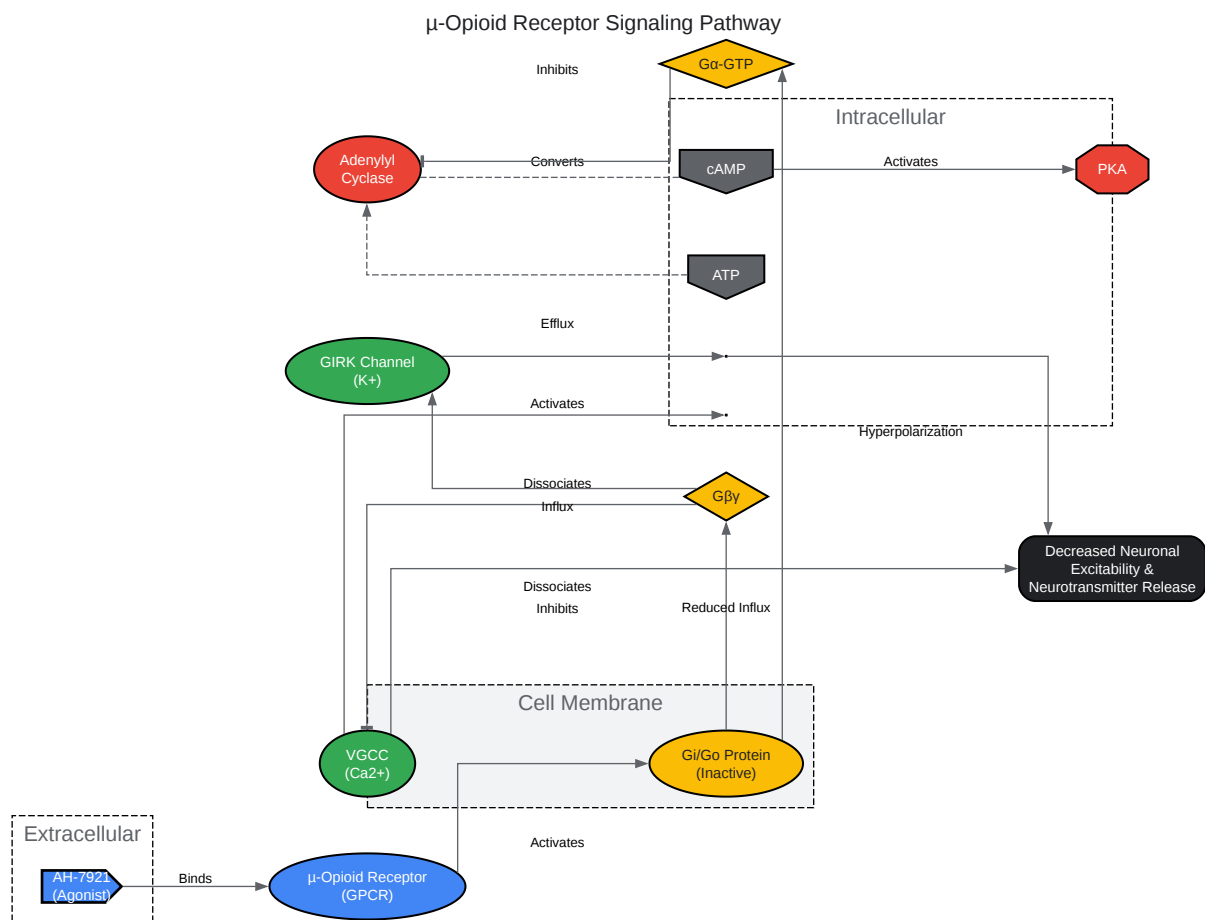 µ-Opioid Receptor Signaling Pathway
Inhibits
Gα-GTP
Intracellular
Adenylyl
Cyclase
Converts
cAMP
Activates
PKA
ATP
Efflux
GIRK Channel
(K+)
Activates
Hyperpolarization
Dissociates
Gβγ
Influx
Decreased Neuronal
Excitability &
Neurotransmitter Release
Dissociates
Inhibits
Reduced Influx
Cell Membrane
VGCC
(Ca2+)
Gi/Go Protein
(Inactive)
Extracellular
Activates
AH-7921
(Agonist)
Binds
µ-Opioid Receptor
(GPCR)